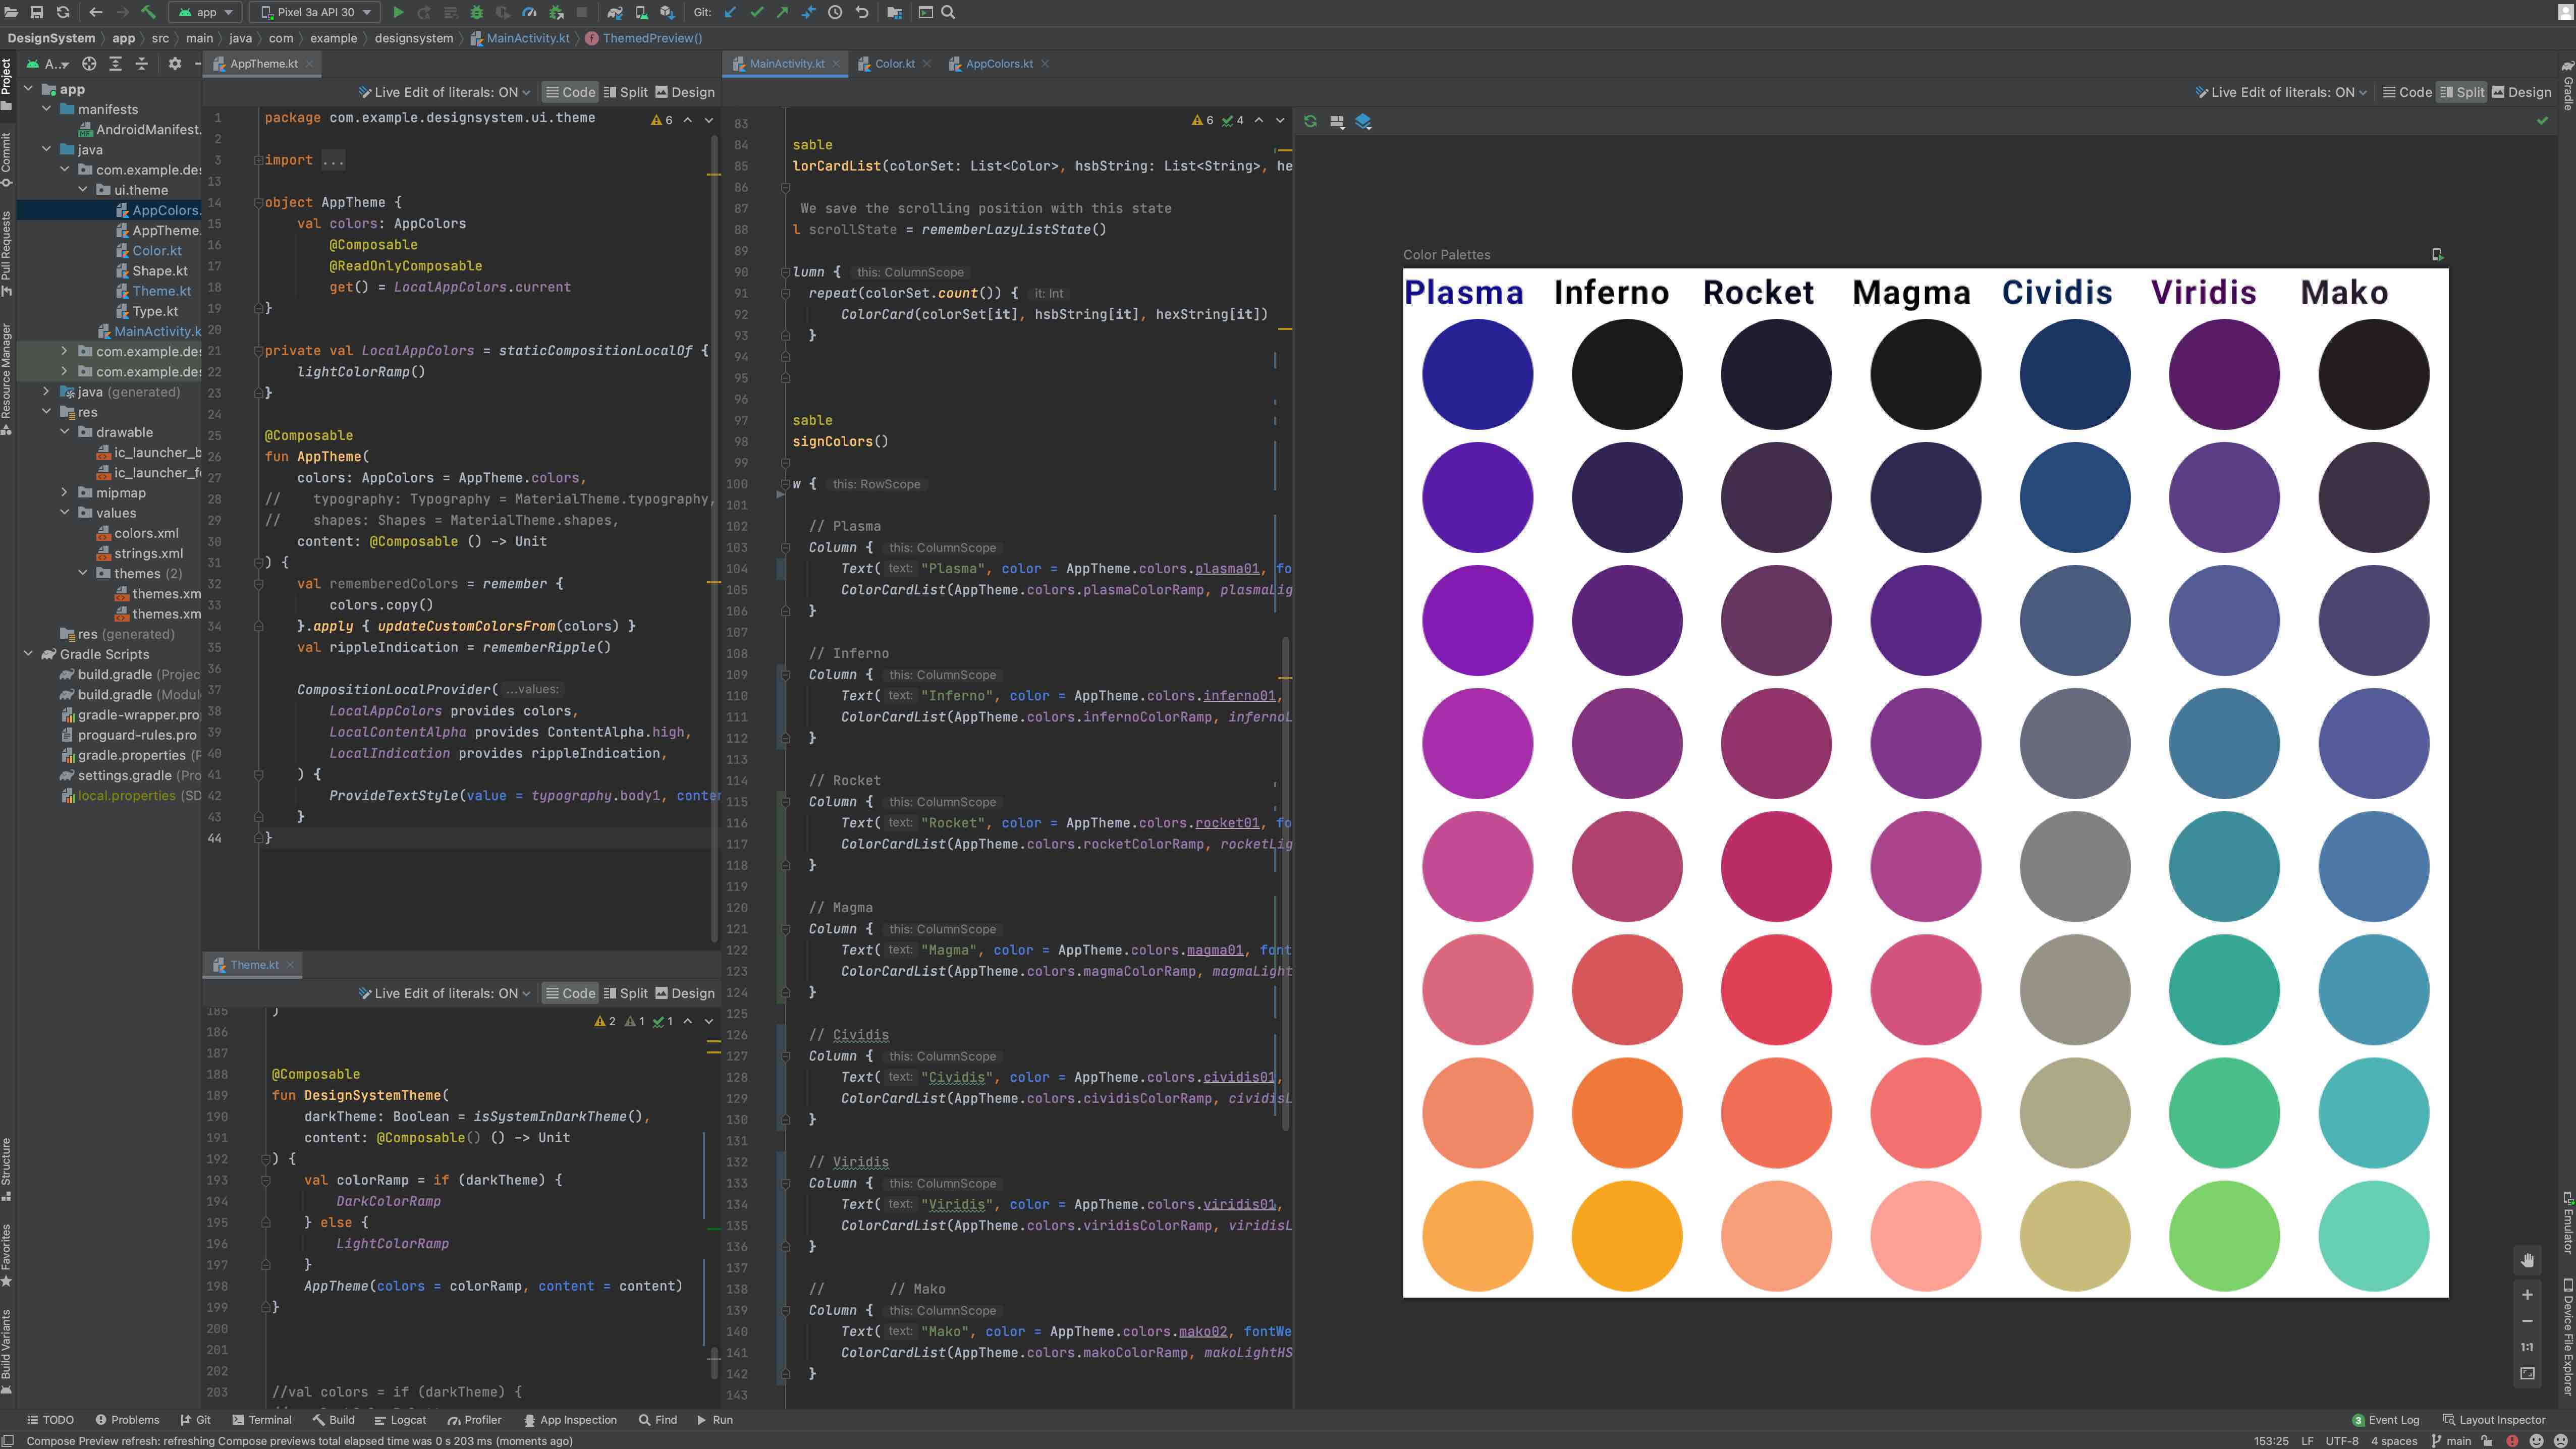 app
Pixel 3a API 30
Git:
DesignSystem
app
src
main
java
com
example
designsystem
MainActivity.kt
ThemedPreview()
Project
Commit
Pull Requests
Resource Manager
Structure
Favorites
Build Variants
A..
app
manifests
AndroidManifest.
java
com.example.des
ui.theme
AppColors.
AppTheme.
Color.kt
Shape.kt
Theme.kt
Type.kt
MainActivity.k
com.example.des
com.example.des
java (generated)
res
drawable
ic_launcher_b
ic_launcher_f
mipmap
values
colors.xml
strings.xml
themes (2)
themes.xm
themes.xm
res (generated)
Gradle Scripts
build.gradle (Projec
build.gradle (Modul
gradle-wrapper.pro
proguard-rules.pro
gradle.properties (P
settings.gradle (Pro
local.properties (SD
AppTheme.kt
Live Edit of literals: ON
Code
Split
Design
6
1 package com.example.designsystem.ui.theme
2
3 import ...
13
14 object AppTheme {
15 val colors: AppColors
16 @Composable
17 @ReadOnlyComposable
18 get() = LocalAppColors.current
19 }
20
21 private val LocalAppColors = staticCompositionLocalOf {
22 lightColorRamp()
23 }
24
25 @Composable
26 fun AppTheme(
27 colors: AppColors = AppTheme.colors,
28 // typography: Typography = MaterialTheme.typography,
29 // shapes: Shapes = MaterialTheme.shapes,
30 content: @Composable () -> Unit
31 ) {
32 val rememberedColors = remember {
33 colors.copy()
34 }.apply { updateCustomColorsFrom(colors) }
35 val rippleIndication = rememberRipple()
36
37 CompositionLocalProvider( ...values:
38 LocalAppColors provides colors,
39 LocalContentAlpha provides ContentAlpha.high,
40 LocalIndication provides rippleIndication,
41 ) {
42 ProvideTextStyle(value = typography.body1, conten
43 }
44 }
Theme.kt
Live Edit of literals: ON
Code
Split
Design
2 1 1
185 )
186
187
188 @Composable
189 fun DesignSystemTheme(
190 darkTheme: Boolean = isSystemInDarkTheme(),
191 content: @Composable() () -> Unit
192 ) {
193 val colorRamp = if (darkTheme) {
194 DarkColorRamp
195 } else {
196 LightColorRamp
197 }
198 AppTheme(colors = colorRamp, content = content)
199 }
200
201
202
203 //val colors = if (darkTheme) {
MainActivity.kt
Color.kt
AppColors.kt
Live Edit of literals: ON
Code
Split
Design
6 4
83
84 sable
85 lorCardList(colorSet: List<Color>, hsbString: List<String>, he
86
87 We save the scrolling position with this state
88 l scrollState = rememberLazyListState()
89
90 lumn { this: ColumnScope
91 repeat(colorSet.count()) { it: Int
92 ColorCard(colorSet[it], hsbString[it], hexString[it])
93 }
94
95
96
97 sable
98 signColors()
99
100 w { this: RowScope
101
102 // Plasma
103 Column { this: ColumnScope
104 Text( text: "Plasma", color = AppTheme.colors.plasma01, fo
105 ColorCardList(AppTheme.colors.plasmaColorRamp, plasmaLig
106 }
107
108 // Inferno
109 Column { this: ColumnScope
110 Text( text: "Inferno", color = AppTheme.colors.inferno01,
111 ColorCardList(AppTheme.colors.infernoColorRamp, infernoL
112 }
113
114 // Rocket
115 Column { this: ColumnScope
116 Text( text: "Rocket", color = AppTheme.colors.rocket01, fo
117 ColorCardList(AppTheme.colors.rocketColorRamp, rocketLig
118 }
119
120 // Magma
121 Column { this: ColumnScope
122 Text( text: "Magma", color = AppTheme.colors.magma01, font
123 ColorCardList(AppTheme.colors.magmaColorRamp, magmaLight
124 }
125
126 // Cividis
127 Column { this: ColumnScope
128 Text( text: "Cividis", color = AppTheme.colors.cividis01,
129 ColorCardList(AppTheme.colors.cividisColorRamp, cividisL
130 }
131
132 // Viridis
133 Column { this: ColumnScope
134 Text( text: "Viridis", color = AppTheme.colors.viridis01,
135 ColorCardList(AppTheme.colors.viridisColorRamp, viridisL
136 }
137
138 // // Mako
139 Column { this: ColumnScope
140 Text( text: "Mako", color = AppTheme.colors.mako02, fontWe
141 ColorCardList(AppTheme.colors.makoColorRamp, makoLightHS
142 }
143
Color Palettes
Plasma Inferno Rocket Magma Cividis Viridis Mako
1:1
Gradle
Emulator
Device File Explorer
TODO
Problems
Git
Terminal
Build
Logcat
Profiler
App Inspection
Find
Run
3 Event Log
Layout Inspector
Compose Preview refresh: refreshing Compose previews total elapsed time was 0 s 203 ms (moments ago)
153:25 LF UTF-8 4 spaces main